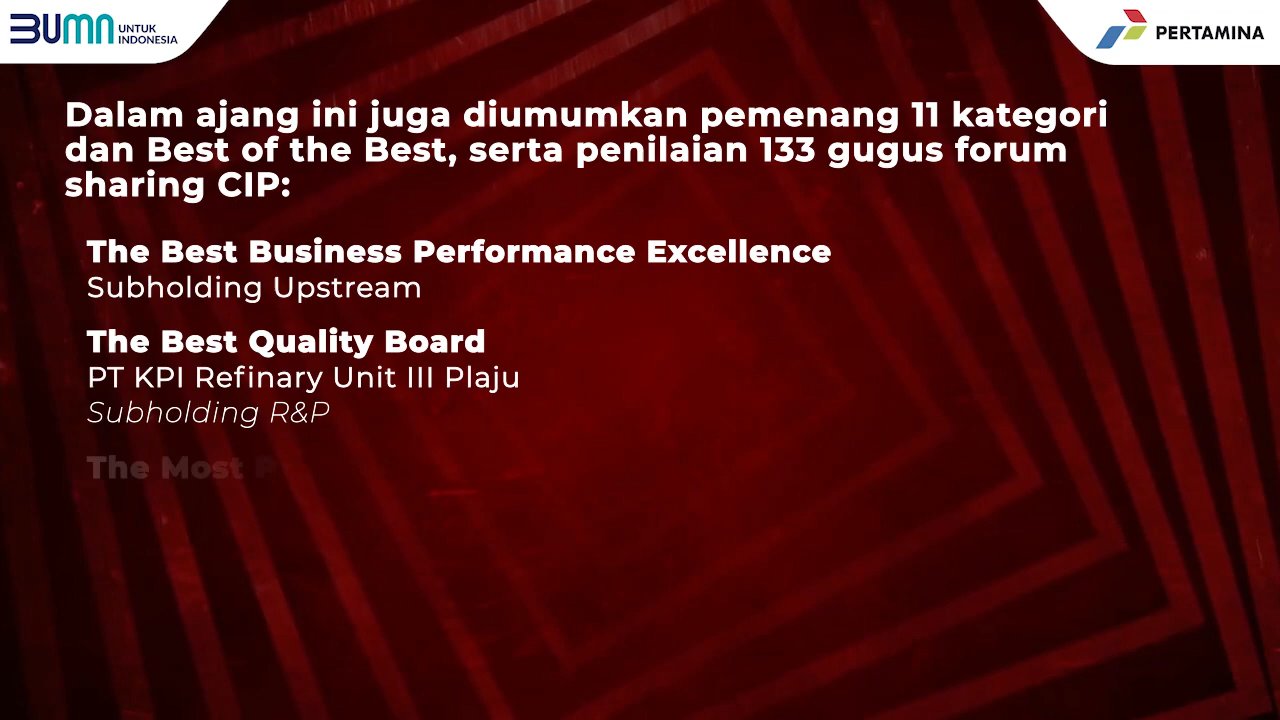 BUMN UNTUK
INDONESIA
PERTAMINA
Dalam ajang ini juga diumumkan pemenang 11 kategori
dan Best of the Best, serta penilaian 133 gugus forum
sharing CIP:
The Best Business Performance Excellence
Subholding Upstream
The Best Quality Board
PT KPI Refinary Unit III Plaju
Subholding R&P
The Most P